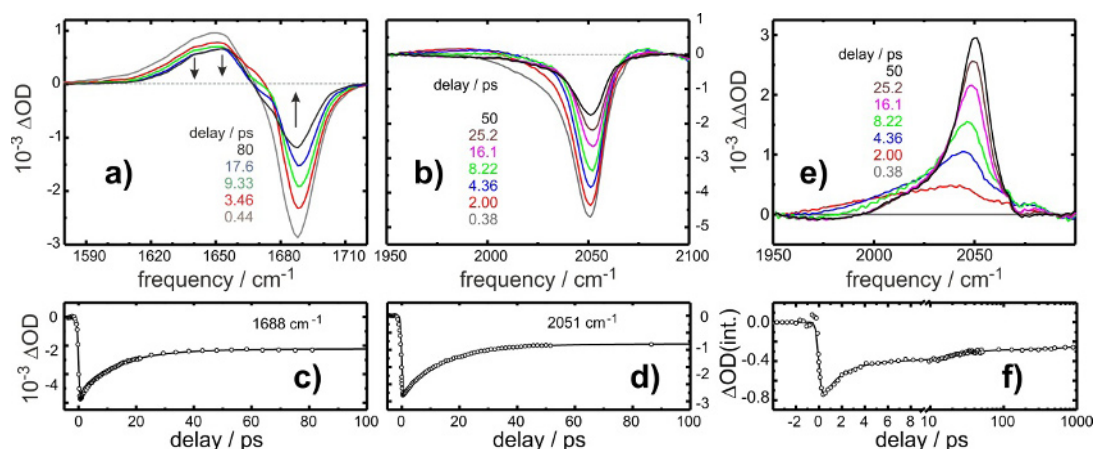 10⁻³ ΔOD
1
0
-1
-2
-3
a)
delay / ps
80
17.6
9.33
3.46
0.44
1590 1620 1650 1680 1710
frequency / cm⁻¹
b)
delay / ps
50
25.2
16.1
8.22
4.36
2.00
0.38
1
0
-1
-2
-3
-4
-5
1950 2000 2050 2100
frequency / cm⁻¹
10⁻³ ΔΔOD
3
2
1
0
delay / ps
50
25.2
16.1
8.22
4.36
2.00
0.38
e)
1950 2000 2050
frequency / cm⁻¹
10⁻³ ΔOD
0
-2
-4
1688 cm⁻¹
c)
0 20 40 60 80 100
delay / ps
2051 cm⁻¹
d)
0
-1
-2
-3
0 20 40 60 80 100
delay / ps
ΔOD(int.)
0.0
-0.4
-0.8
f)
-2 0 2 4 6 8 10 100 1000
delay / ps